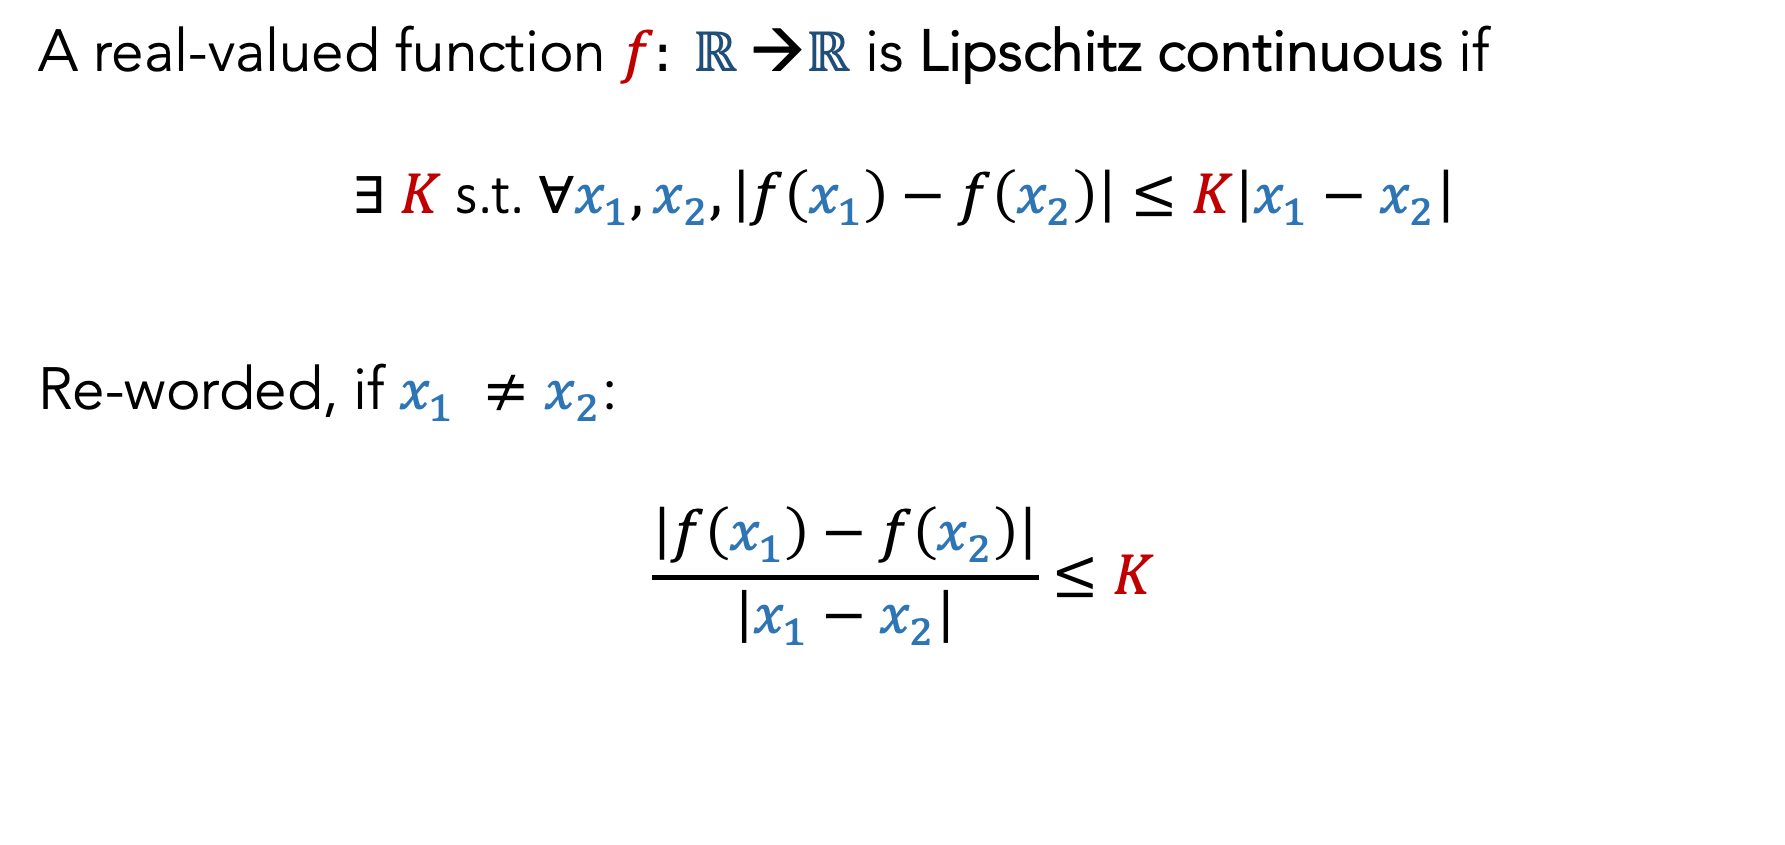 A real-valued function f: ℝ →ℝ is Lipschitz continuous if
∃ K s.t. ∀x₁, x₂, |f(x₁) − f(x₂)| ≤ K|x₁ − x₂|
Re-worded, if x₁ ≠ x₂:
|f(x₁) − f(x₂)|
≤ K
|x₁ − x₂|